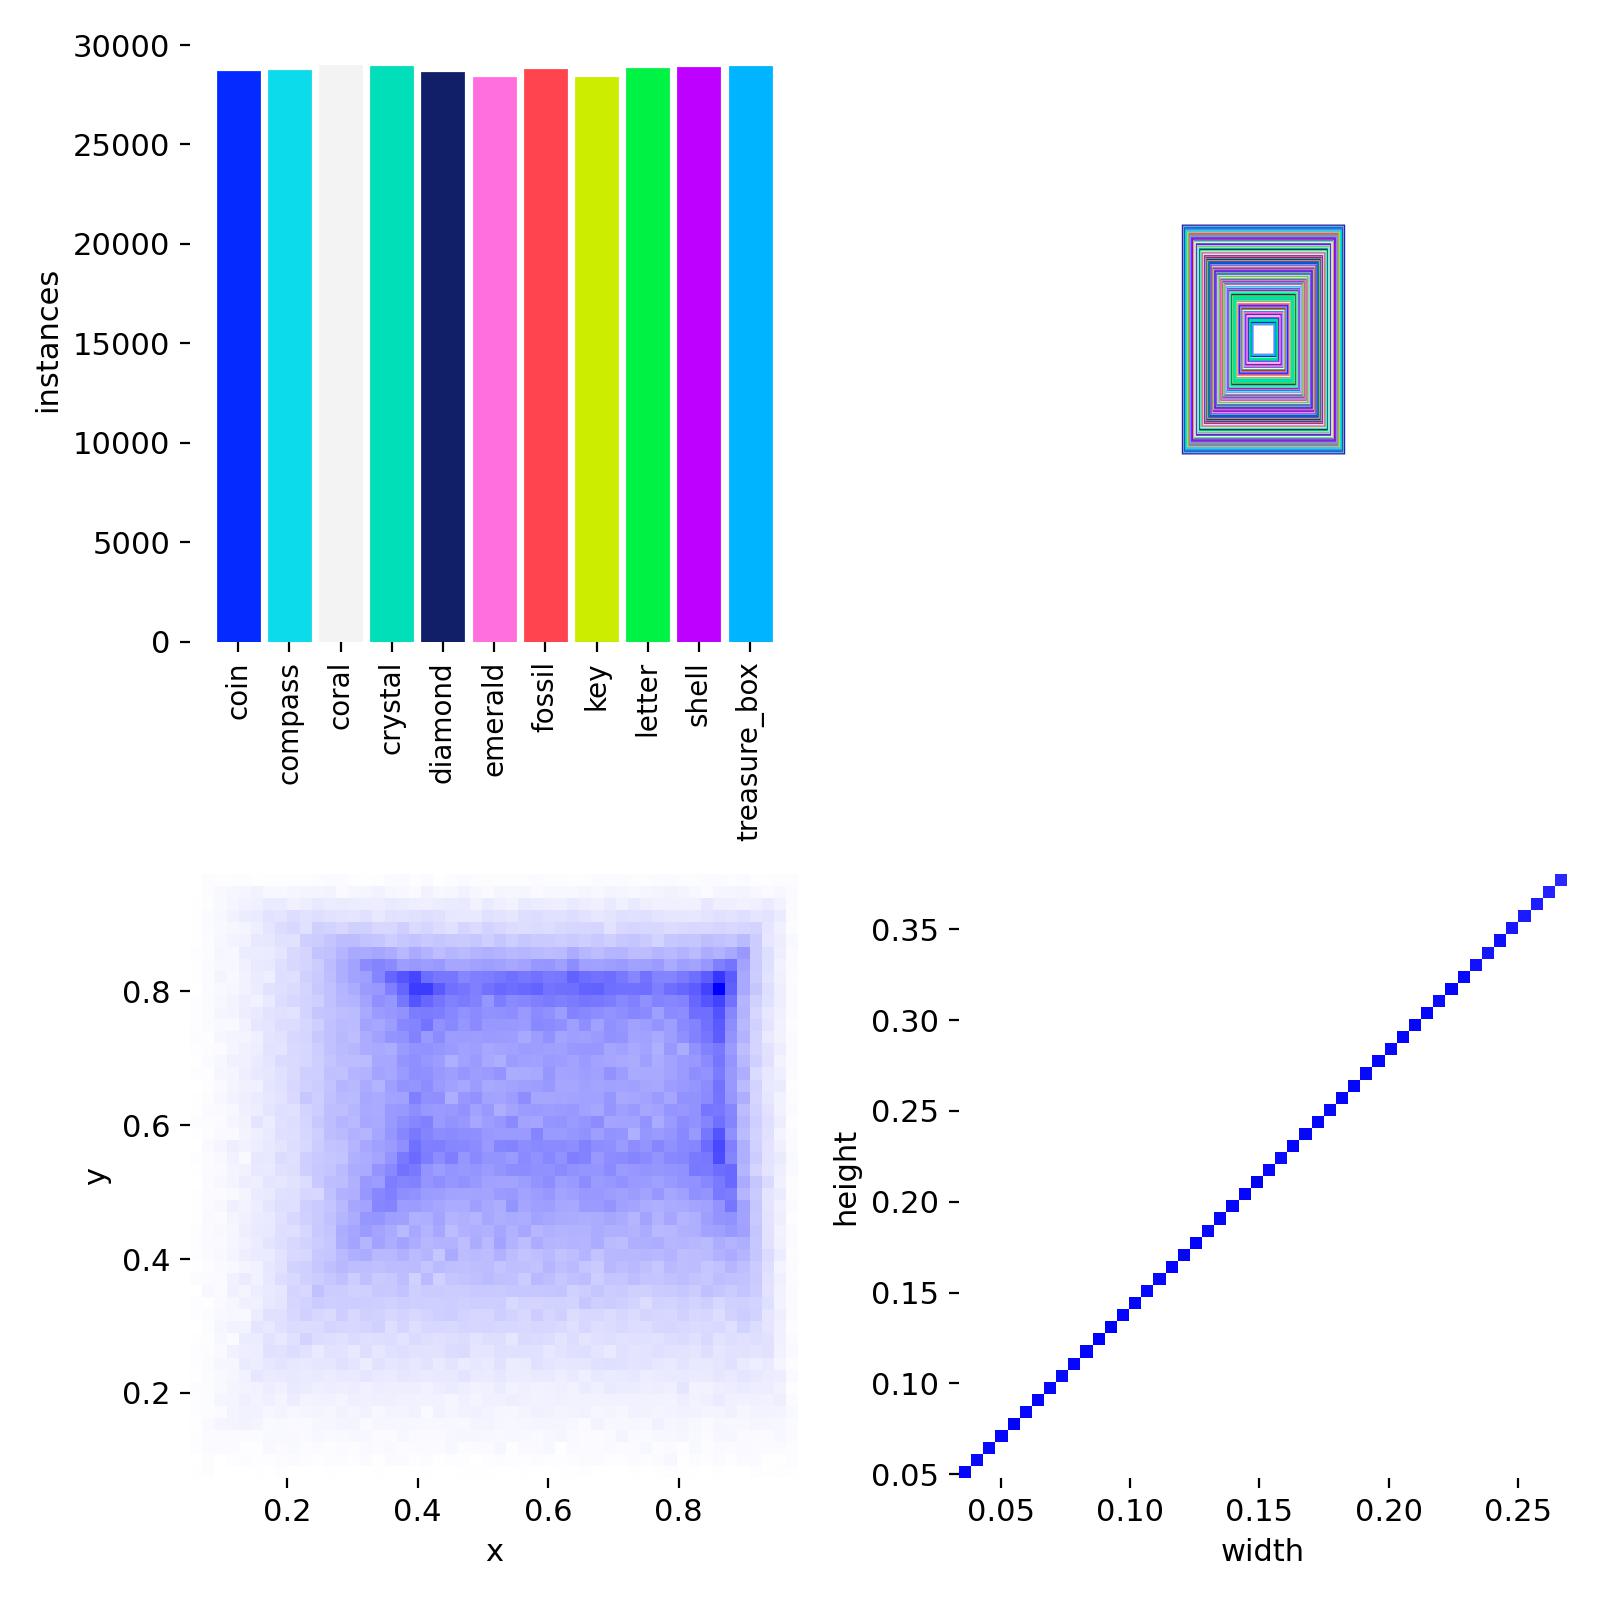 30000
25000
20000
15000
10000
5000
0
instances
coin
compass
coral
crystal
diamond
emerald
fossil
key
letter
shell
treasure_box
0.8
0.6
0.4
0.2
y
0.2 0.4 0.6 0.8
x
0.35
0.30
0.25
0.20
0.15
0.10
0.05
height
0.05 0.10 0.15 0.20 0.25
width